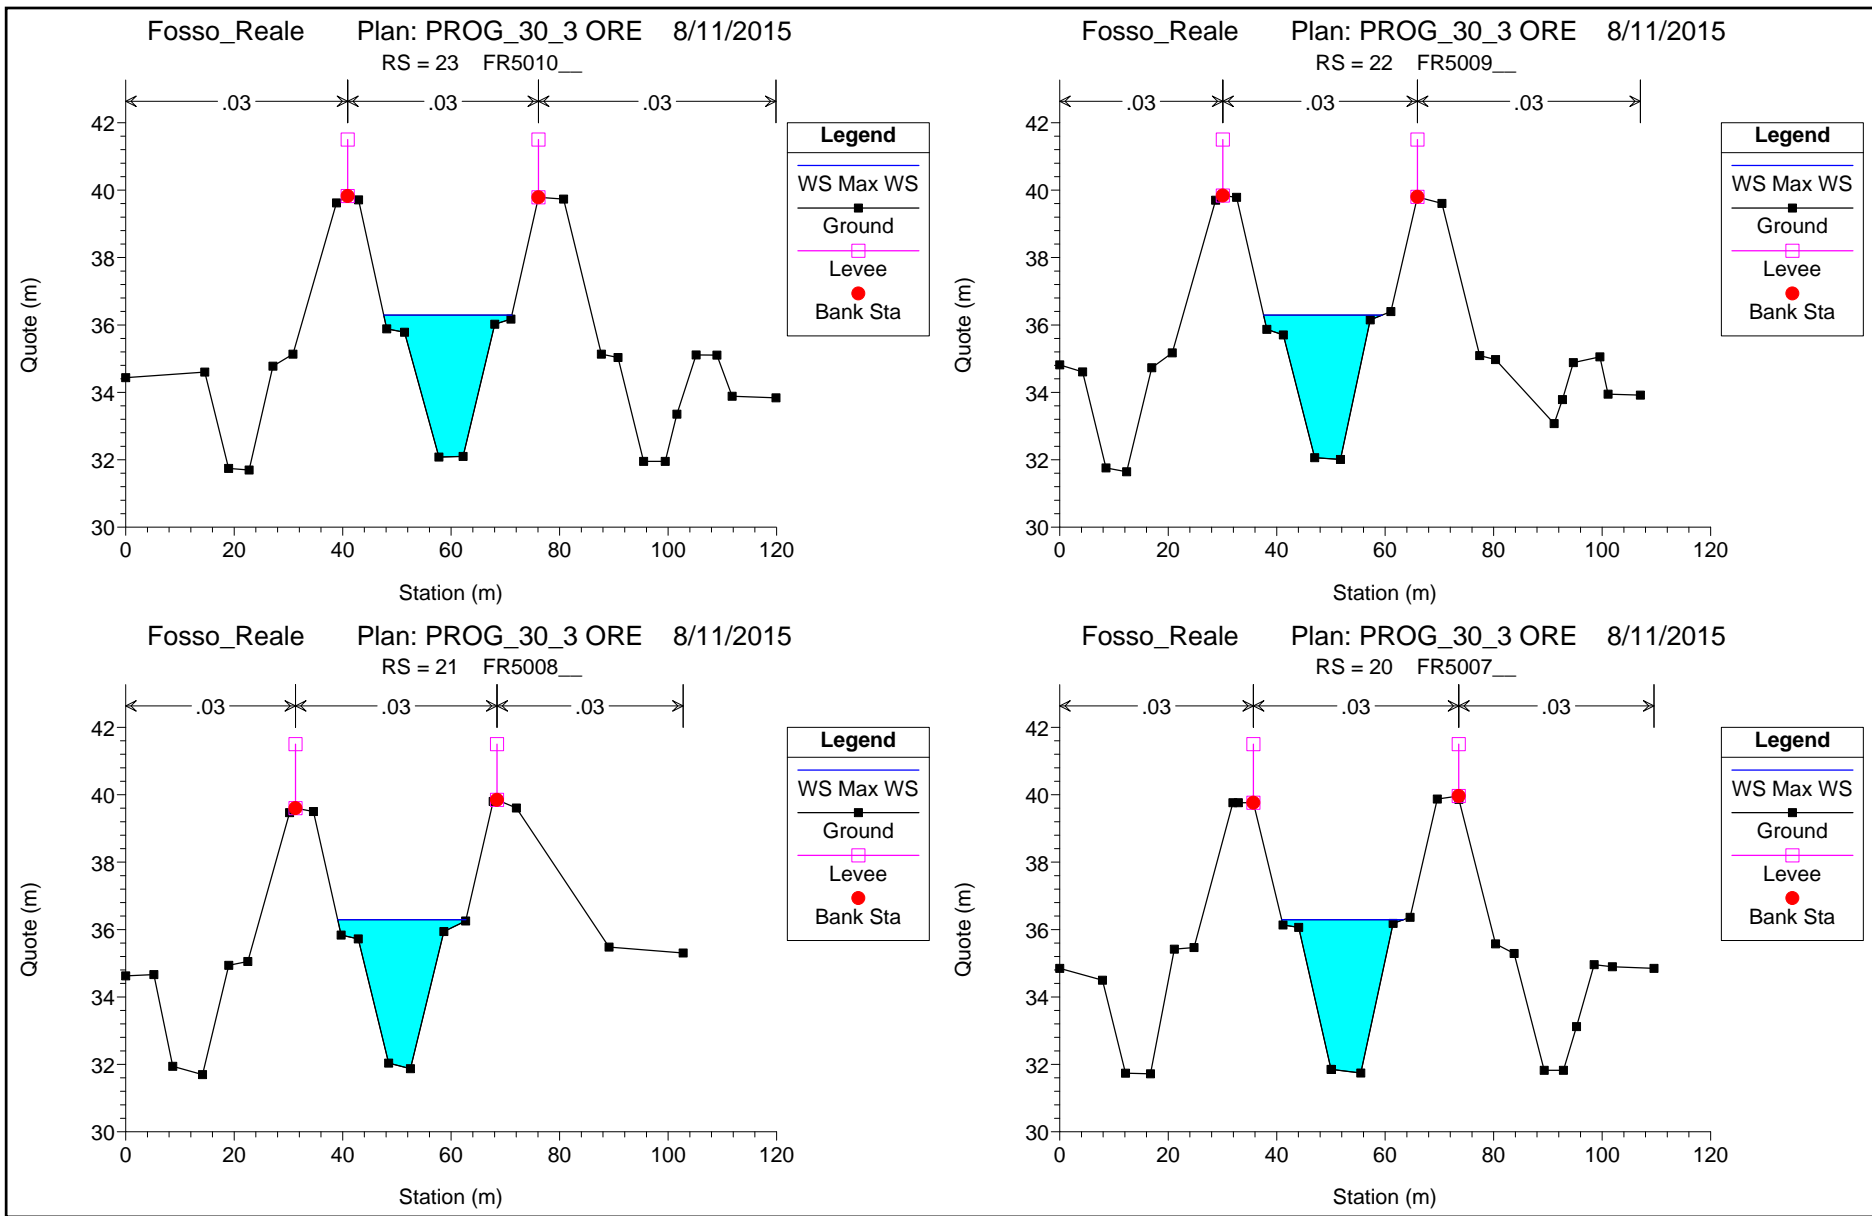 Fosso_Reale Plan: PROG_30_3 ORE 8/11/2015
RS = 23 FR5010__
.03 .03 .03
42
40
38
36
34
32
30
Quote (m)
0 20 40 60 80 100 120
Station (m)
Legend
WS Max WS
Ground
Levee
Bank Sta
Fosso_Reale Plan: PROG_30_3 ORE 8/11/2015
RS = 22 FR5009__
.03 .03 .03
42
40
38
36
34
32
30
Quote (m)
0 20 40 60 80 100 120
Station (m)
Legend
WS Max WS
Ground
Levee
Bank Sta
Fosso_Reale Plan: PROG_30_3 ORE 8/11/2015
RS = 21 FR5008__
.03 .03 .03
42
40
38
36
34
32
30
Quote (m)
0 20 40 60 80 100 120
Station (m)
Legend
WS Max WS
Ground
Levee
Bank Sta
Fosso_Reale Plan: PROG_30_3 ORE 8/11/2015
RS = 20 FR5007__
.03 .03 .03
42
40
38
36
34
32
30
Quote (m)
0 20 40 60 80 100 120
Station (m)
Legend
WS Max WS
Ground
Levee
Bank Sta